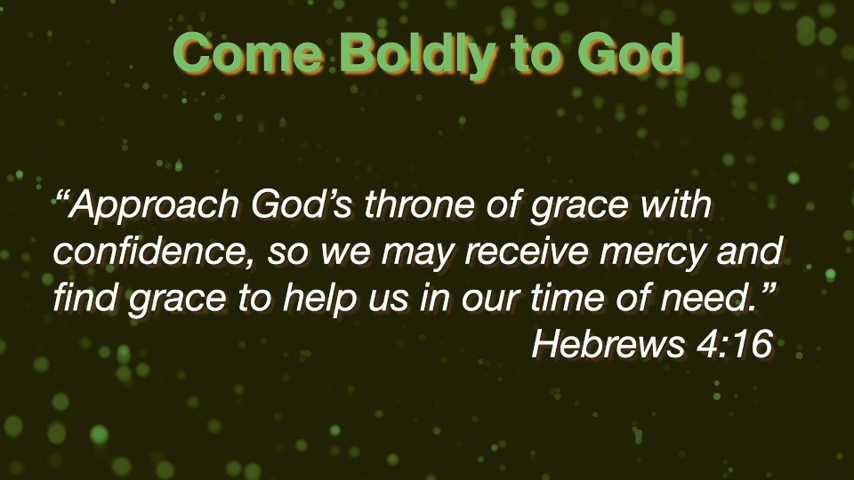 Come Boldly to God
“Approach God’s throne of grace with
confidence, so we may receive mercy and
find grace to help us in our time of need.”
Hebrews 4:16